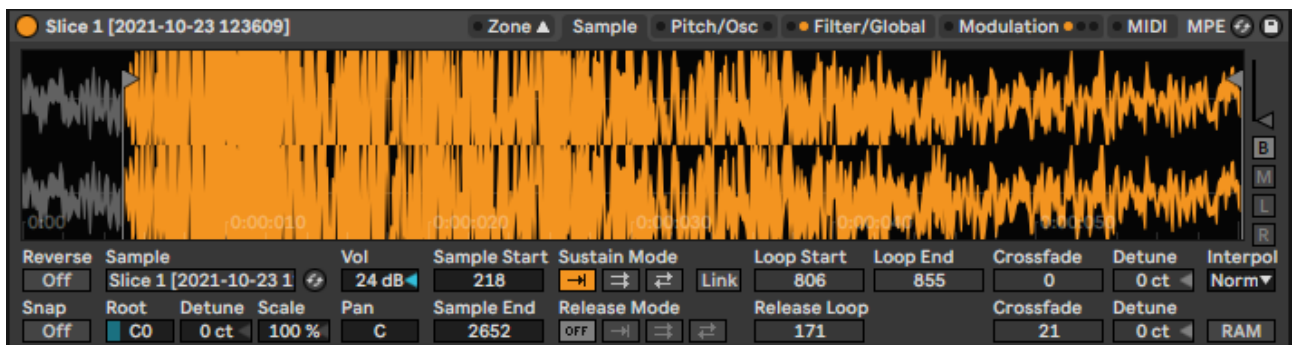 Slice 1 [2021-10-23 123609] Zone ▲ Sample Pitch/Osc Filter/Global Modulation MIDI MPE
B
M
L
0:00 0:00:010 0:00:020 0:00:030 0:00:040 0:00:050
R
Reverse Sample Vol Sample Start Sustain Mode Loop Start Loop End Crossfade Detune Interpol
Off Slice 1 [2021-10-23 1 24 dB 218 Link 806 855 0 0 ct Norm▼
Snap Root Detune Scale Pan Sample End Release Mode Release Loop Crossfade Detune
Off C0 0 ct 100 % C 2652 OFF 171 21 0 ct RAM